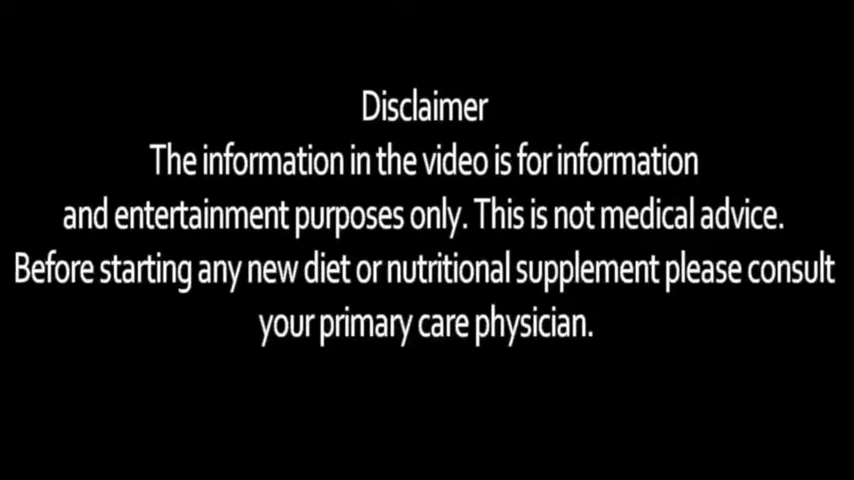 Disclaimer
The information in the video is for information
and entertainment purposes only. This is not medical advice.
Before starting any new diet or nutritional supplement please consult
your primary care physician.